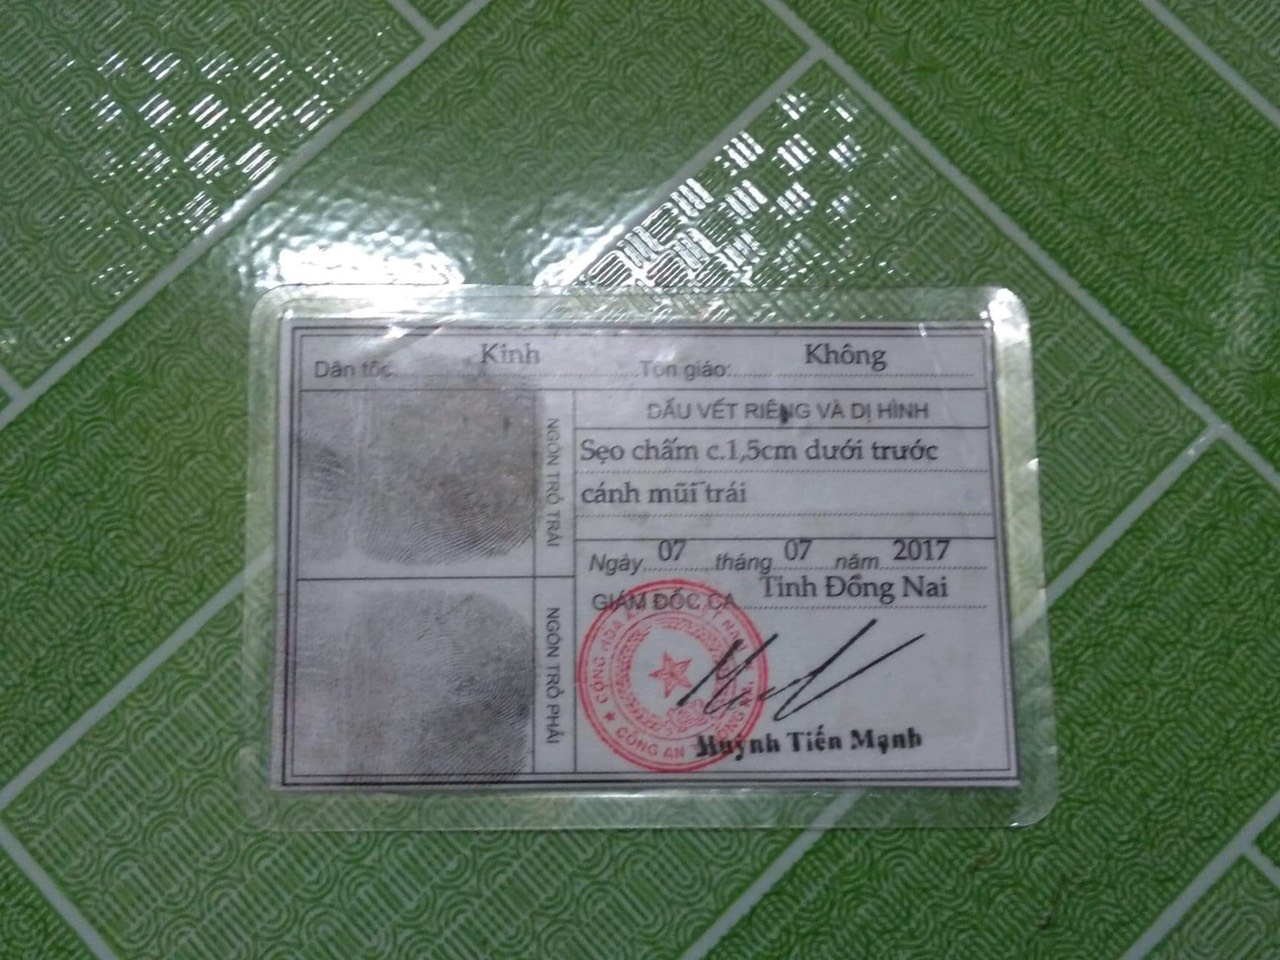 Dân tộc: Kinh Tôn giáo: Không
NGÓN TRỎ TRÁI
DẤU VẾT RIÊNG VÀ DỊ HÌNH
Sẹo chấm c.1,5cm dưới trước
cánh mũi trái
Ngày 07 tháng 07 năm 2017
GIÁM ĐỐC CA Tỉnh Đồng Nai
NGÓN TRỎ PHẢI
CỘNG HÒA NAM
CÔNG AN
Huỳnh Tiến Mạnh